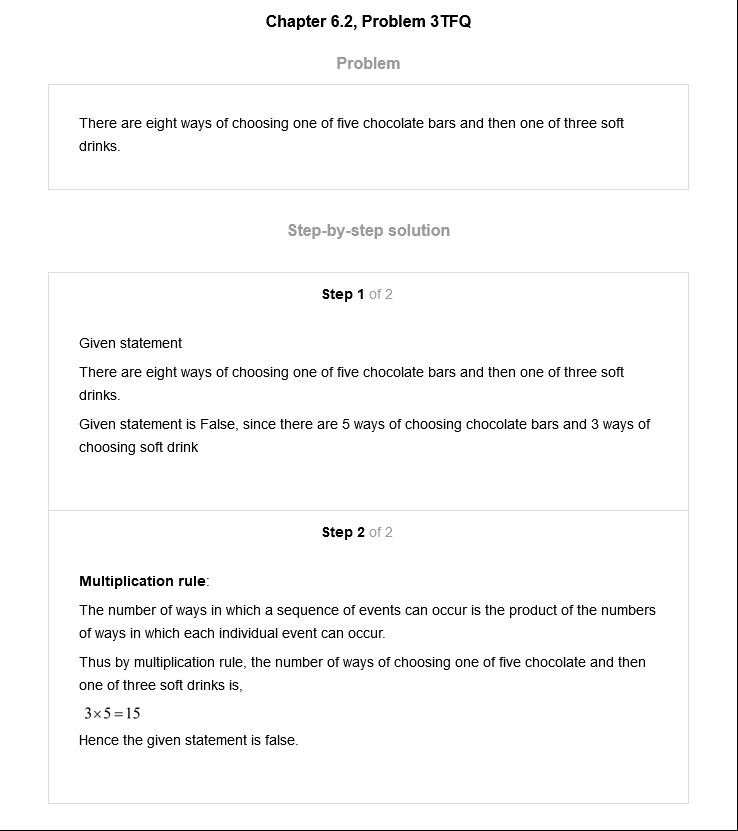 Chapter 6.2, Problem 3TFQ
Problem
There are eight ways of choosing one of five chocolate bars and then one of three soft
drinks.
Step-by-step solution
Step 1 of 2
Given statement
There are eight ways of choosing one of five chocolate bars and then one of three soft
drinks.
Given statement is False, since there are 5 ways of choosing chocolate bars and 3 ways of
choosing soft drink
Step 2 of 2
Multiplication rule:
The number of ways in which a sequence of events can occur is the product of the numbers
of ways in which each individual event can occur.
Thus by multiplication rule, the number of ways of choosing one of five chocolate and then
one of three soft drinks is,
3×5=15
Hence the given statement is false.